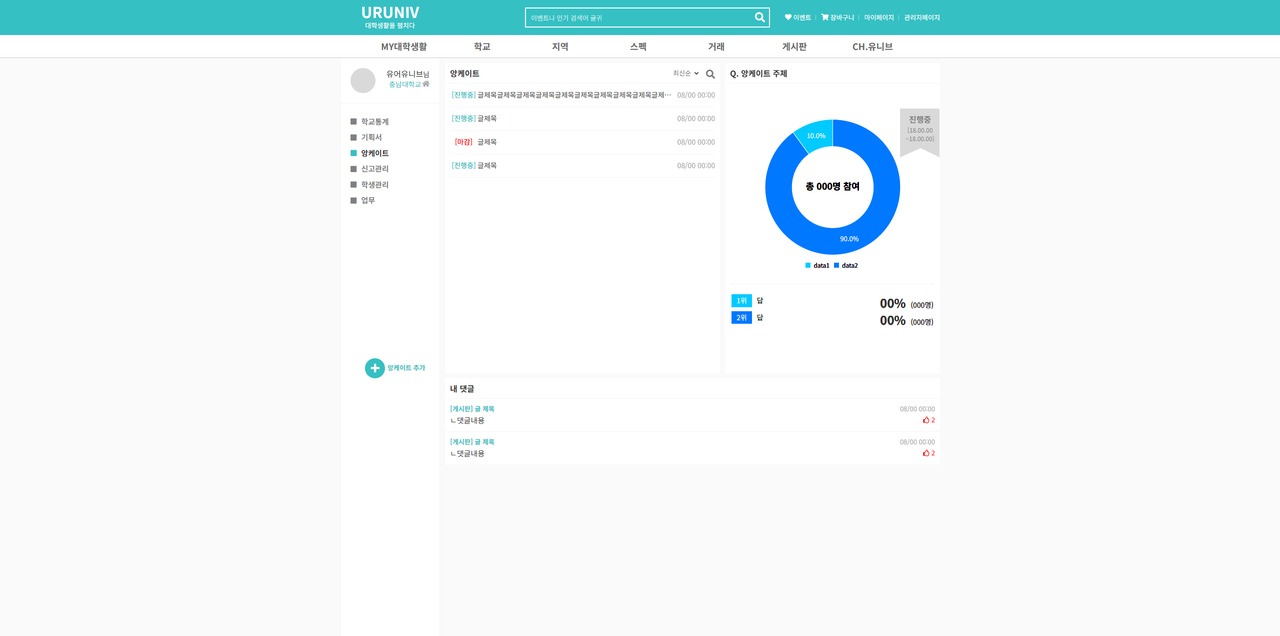 URUNIV
대학생활을 펼치다
이벤트나 인기 검색어 글귀
이벤트 | 장바구니 | 마이페이지 | 관리자페이지
MY대학생활 학교 지역 스펙 거래 게시판 CH.유니브
유어유니브님
중남대학교
학교통계
기획서
앙케이트
신고관리
학생관리
업무
앙케이트 추가
앙케이트 최신순
[진행중] 글제목글제목글제목글제목글제목글제목글제목글제목글제목글제… 08/00 00:00
[진행중] 글제목 08/00 00:00
[마감] 글제목 08/00 00:00
[진행중] 글제목 08/00 00:00
Q. 앙케이트 주제
진행중
(18.00.00
~18.00.00)
10.0%
총 000명 참여
90.0%
data1 data2
1위 답 00% (000명)
2위 답 00% (000명)
내 댓글
[게시판] 글 제목 08/00 00:00
ㄴ댓글내용 2
[게시판] 글 제목 08/00 00:00
ㄴ댓글내용 2